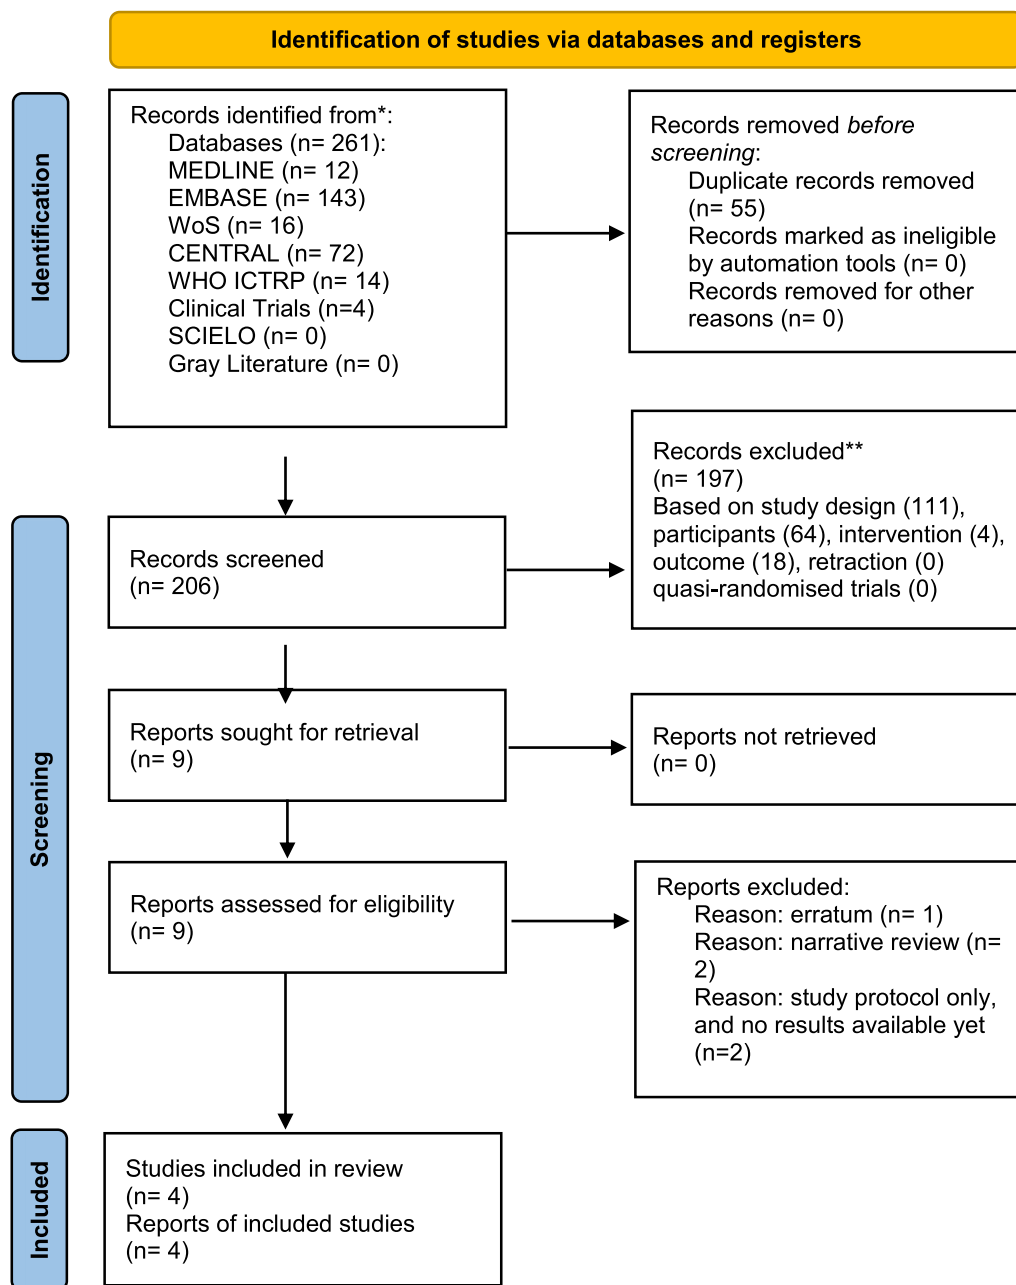 Identification of studies via databases and registers
Identification
Records identified from*:
Databases (n= 261):
MEDLINE (n= 12)
EMBASE (n= 143)
WoS (n= 16)
CENTRAL (n= 72)
WHO ICTRP (n= 14)
Clinical Trials (n=4)
SCIELO (n= 0)
Gray Literature (n= 0)
Records removed before
screening:
Duplicate records removed
(n= 55)
Records marked as ineligible
by automation tools (n= 0)
Records removed for other
reasons (n= 0)
Screening
Records screened
(n= 206)
Records excluded**
(n= 197)
Based on study design (111),
participants (64), intervention (4),
outcome (18), retraction (0)
quasi-randomised trials (0)
Reports sought for retrieval
(n= 9)
Reports not retrieved
(n= 0)
Reports assessed for eligibility
(n= 9)
Reports excluded:
Reason: erratum (n= 1)
Reason: narrative review (n=
2)
Reason: study protocol only,
and no results available yet
(n=2)
Included
Studies included in review
(n= 4)
Reports of included studies
(n= 4)